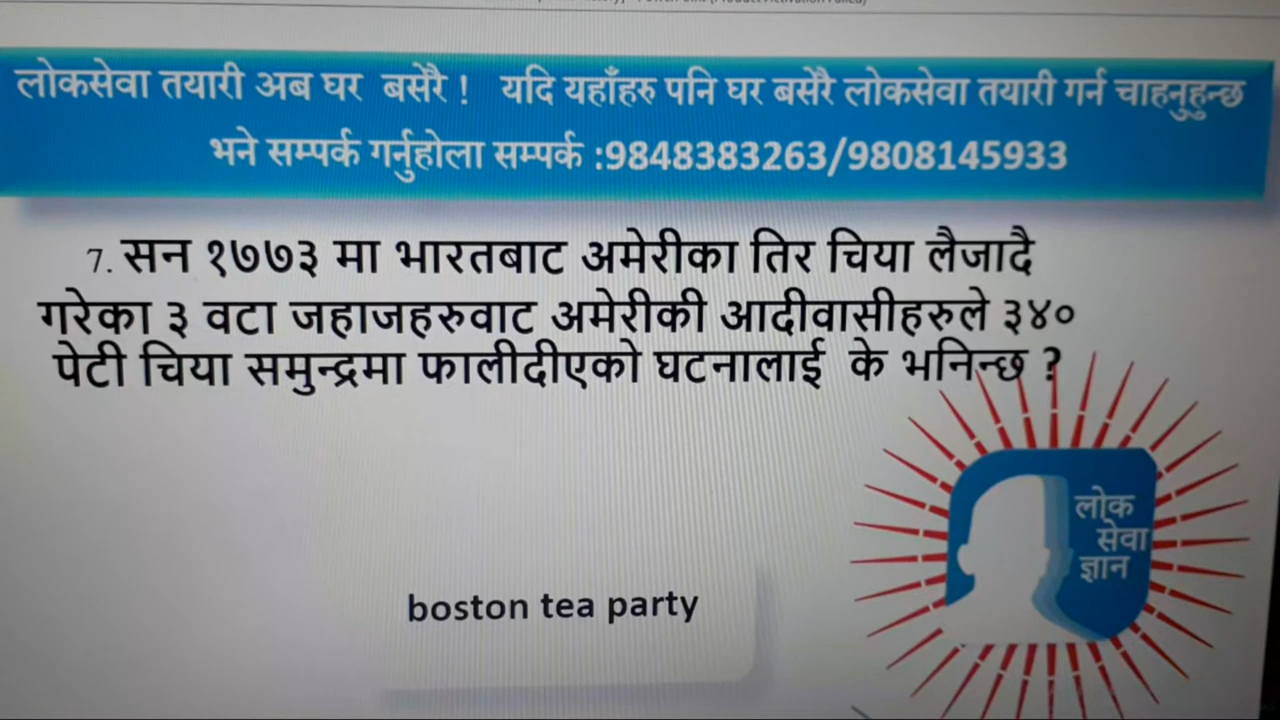 लोकसेवा तयारी अब घर बसेरै ! यदि यहाँहरु पनि घर बसेरै लोकसेवा तयारी गर्न चाहनुहुन्छ
भने सम्पर्क गर्नुहोला सम्पर्क :9848383263/9808145933
7. सन १७७३ मा भारतबाट अमेरीका तिर चिया लैजादै
गरेका ३ वटा जहाजहरुवाट अमेरीकी आदीवासीहरुले ३४०
पेटी चिया समुन्द्रमा फालीदीएको घटनालाई के भनिन्छ ?
लोक
सेवा
ज्ञान
boston tea party